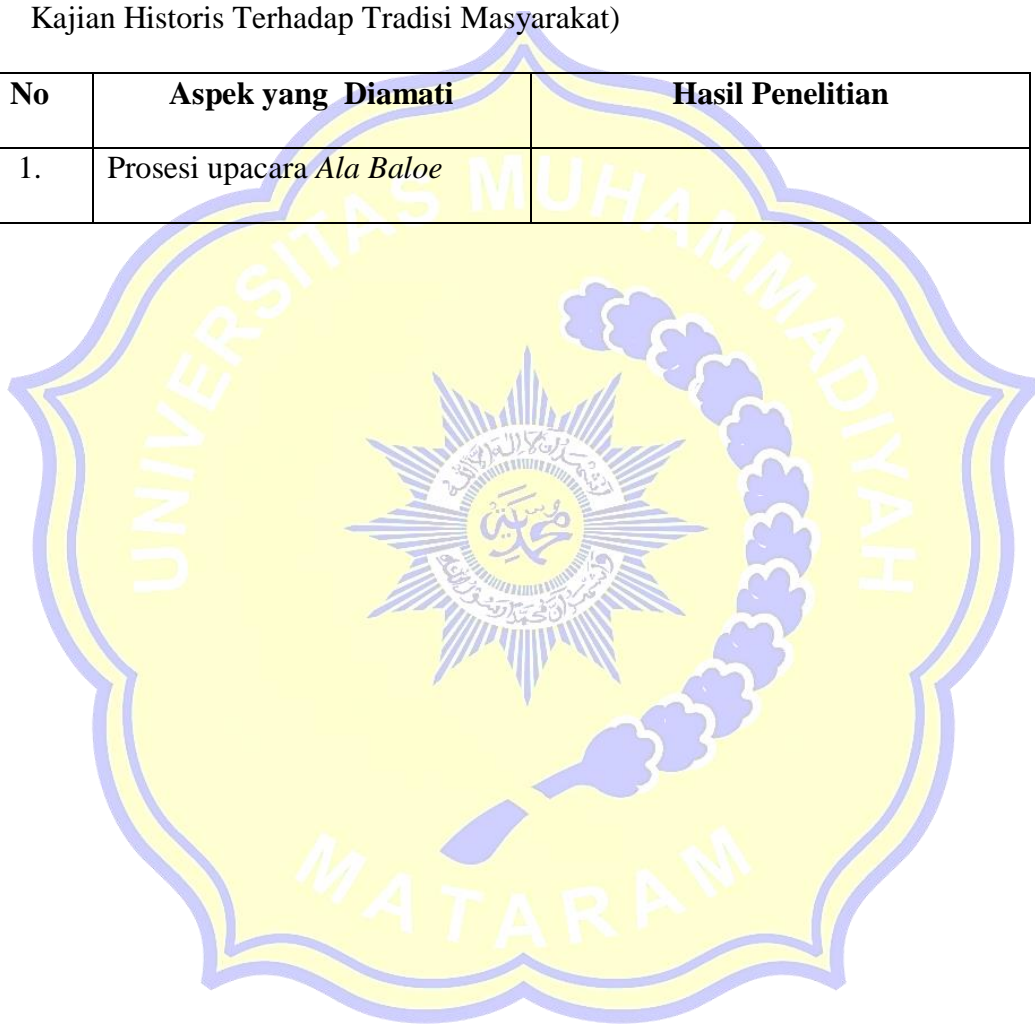 Kajian Historis Terhadap Tradisi Masyarakat)
No Aspek yang Diamati Hasil Penelitian
1. Prosesi upacara Ala Baloe
UNIVERSITAS MUHAMMADIYAH
MATARAM